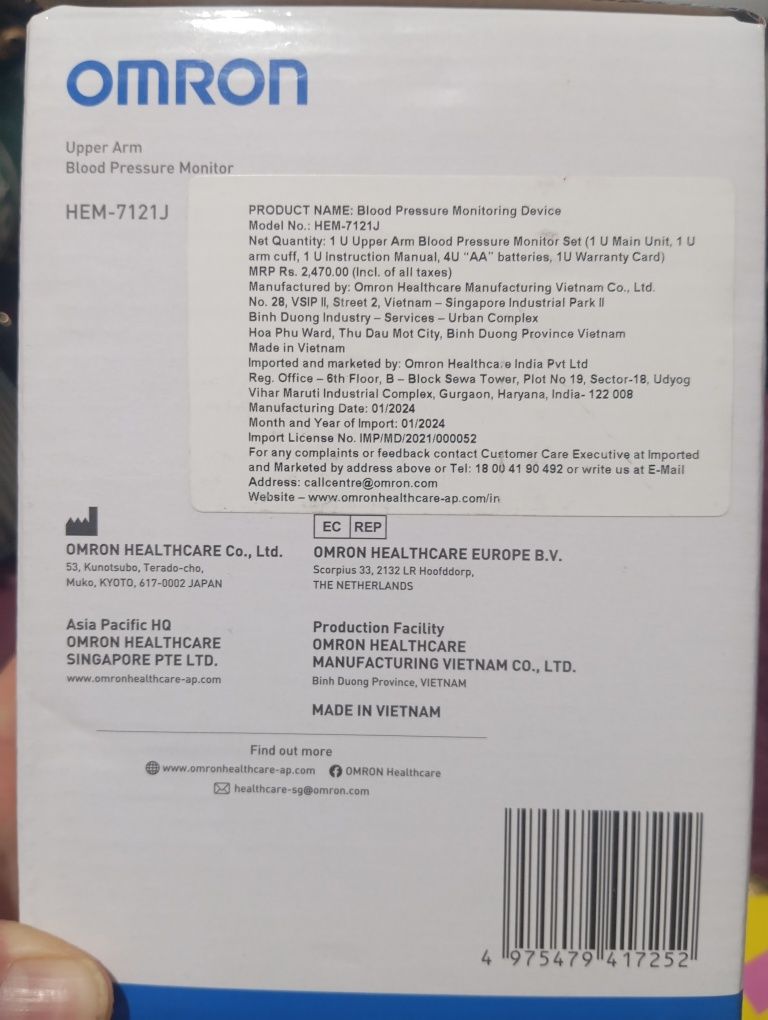 OMRON
Upper Arm
Blood Pressure Monitor
HEM-7121J
PRODUCT NAME: Blood Pressure Monitoring Device
Model No.: HEM-7121J
Net Quantity: 1 U Upper Arm Blood Pressure Monitor Set (1 U Main Unit, 1 U
arm cuff, 1 U Instruction Manual, 4U “AA” batteries, 1U Warranty Card)
MRP Rs. 2,470.00 (Incl. of all taxes)
Manufactured by: Omron Healthcare Manufacturing Vietnam Co., Ltd.
No. 28, VSIP II, Street 2, Vietnam – Singapore Industrial Park II
Binh Duong Industry – Services – Urban Complex
Hoa Phu Ward, Thu Dau Mot City, Binh Duong Province Vietnam
Made in Vietnam
Imported and marketed by: Omron Healthcare India Pvt Ltd
Reg. Office – 6th Floor, B – Block Sewa Tower, Plot No 19, Sector-18, Udyog
Vihar Maruti Industrial Complex, Gurgaon, Haryana, India- 122 008
Manufacturing Date: 01/2024
Month and Year of Import: 01/2024
Import License No. IMP/MD/2021/000052
For any complaints or feedback contact Customer Care Executive at Imported
and Marketed by address above or Tel: 18 00 41 90 492 or write us at E-Mail
Address: callcentre@omron.com
Website – www.omronhealthcare-ap.com/in
OMRON HEALTHCARE Co., Ltd.
53, Kunotsubo, Terado-cho,
Muko, KYOTO, 617-0002 JAPAN
EC REP
OMRON HEALTHCARE EUROPE B.V.
Scorpius 33, 2132 LR Hoofddorp,
THE NETHERLANDS
Asia Pacific HQ
OMRON HEALTHCARE
SINGAPORE PTE LTD.
www.omronhealthcare-ap.com
Production Facility
OMRON HEALTHCARE
MANUFACTURING VIETNAM CO., LTD.
Binh Duong Province, VIETNAM
MADE IN VIETNAM
Find out more
www.omronhealthcare-ap.com OMRON Healthcare
healthcare-sg@omron.com
4 975479 417252